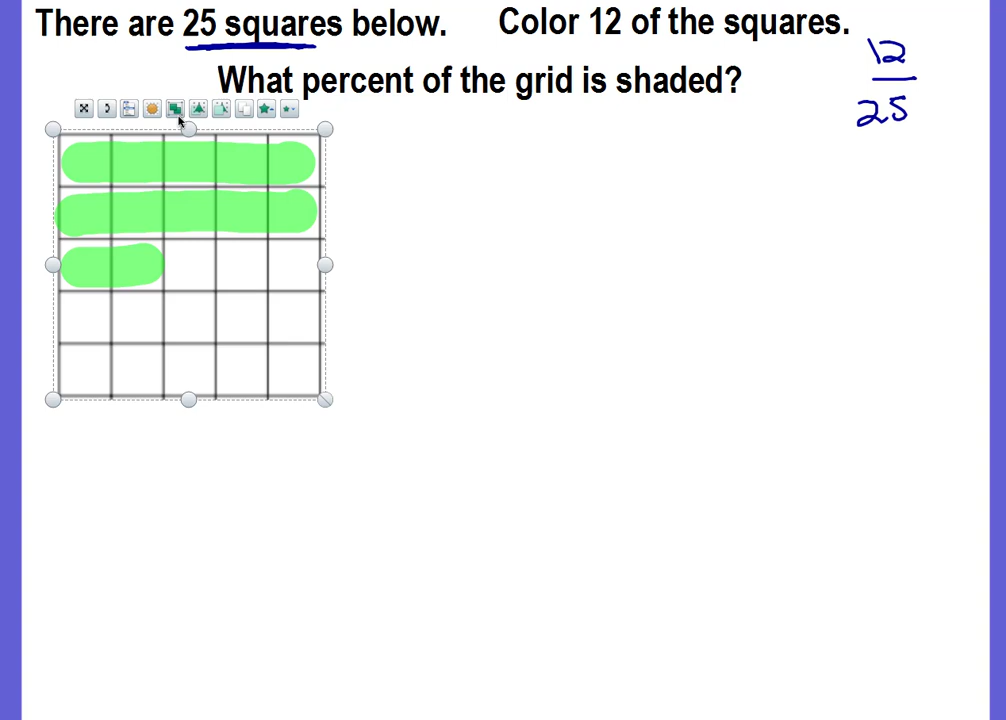 There are 25 squares below. Color 12 of the squares.
What percent of the grid is shaded?
12
25